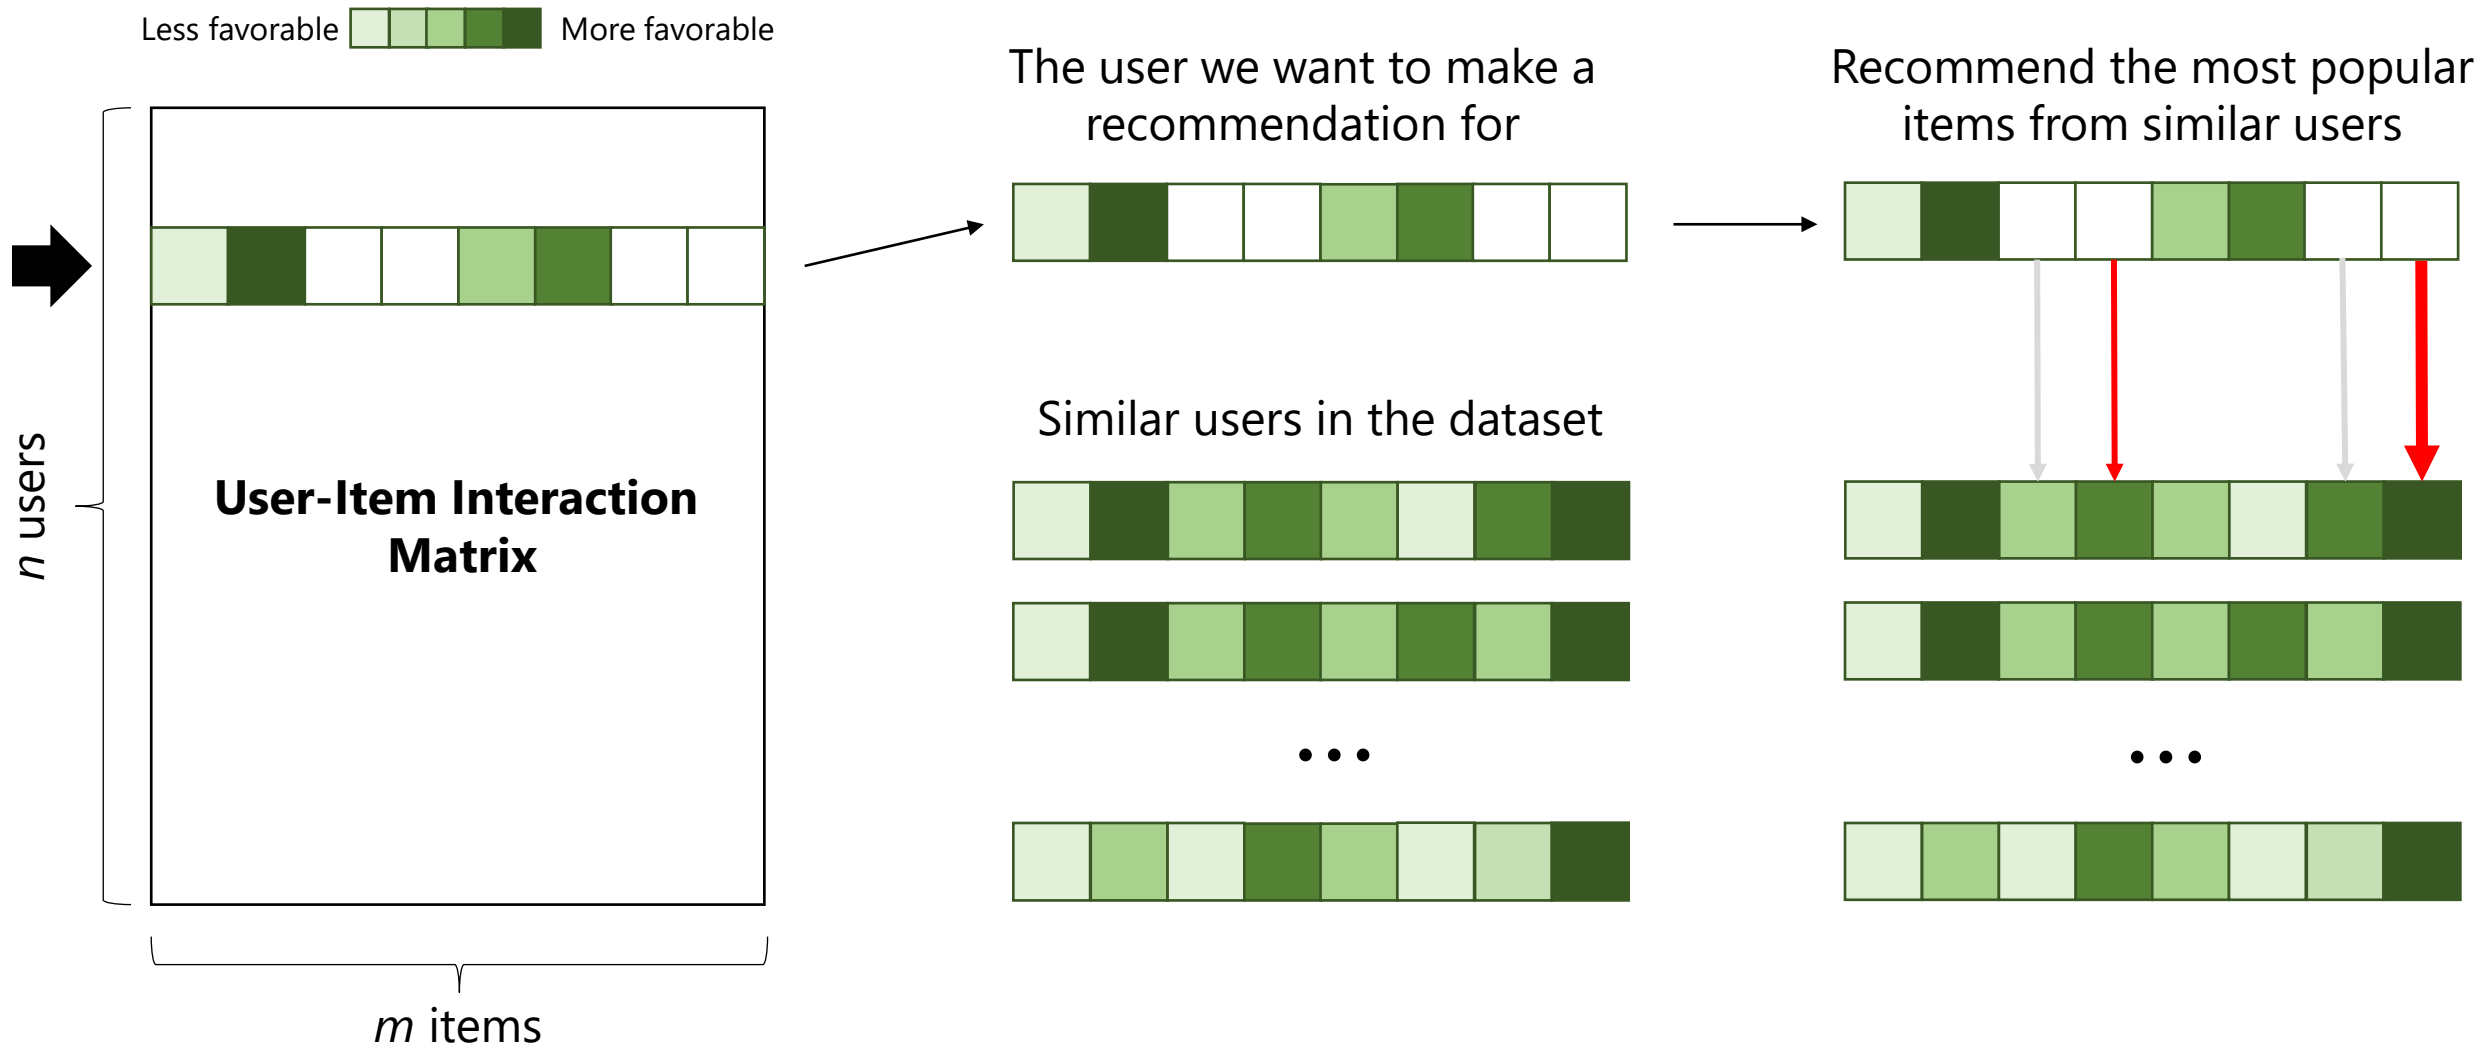 Less favorable
More favorable
The user we want to make a
recommendation for
Recommend the most popular
items from similar users
Similar users in the dataset
n users
User-Item Interaction
Matrix
m items